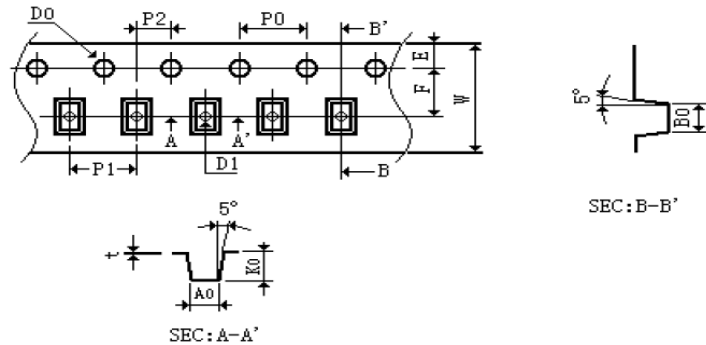 D0
P2
P0
B'
E
F
W
A
A'
D1
P1
B
5°
B0
SEC:B-B'
5°
t
K0
A0
SEC:A-A'